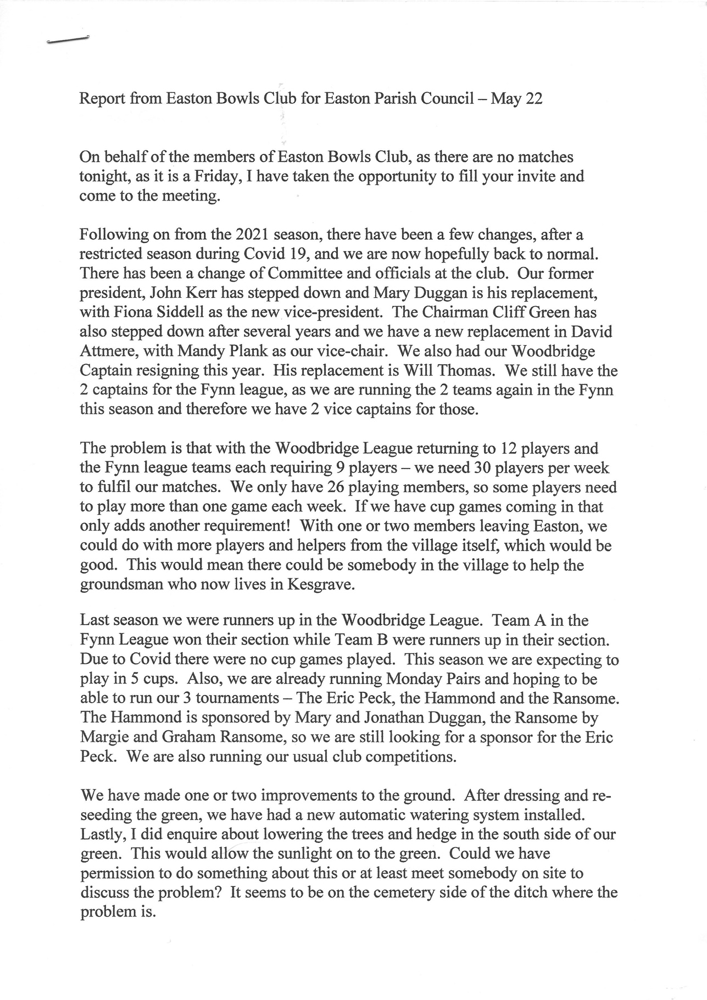 Report from Easton Bowls Club for Easton Parish Council – May 22
On behalf of the members of Easton Bowls Club, as there are no matches
tonight, as it is a Friday, I have taken the opportunity to fill your invite and
come to the meeting.
Following on from the 2021 season, there have been a few changes, after a
restricted season during Covid 19, and we are now hopefully back to normal.
There has been a change of Committee and officials at the club.  Our former
president, John Kerr has stepped down and Mary Duggan is his replacement,
with Fiona Siddell as the new vice-president.  The Chairman Cliff Green has
also stepped down after several years and we have a new replacement in David
Attmere, with Mandy Plank as our vice-chair.  We also had our Woodbridge
Captain resigning this year.  His replacement is Will Thomas.  We still have the
2 captains for the Fynn league, as we are running the 2 teams again in the Fynn
this season and therefore we have 2 vice captains for those.
The problem is that with the Woodbridge League returning to 12 players and
the Fynn league teams each requiring 9 players – we need 30 players per week
to fulfil our matches.  We only have 26 playing members, so some players need
to play more than one game each week.  If we have cup games coming in that
only adds another requirement!  With one or two members leaving Easton, we
could do with more players and helpers from the village itself, which would be
good.  This would mean there could be somebody in the village to help the
groundsman who now lives in Kesgrave.
Last season we were runners up in the Woodbridge League.  Team A in the
Fynn League won their section while Team B were runners up in their section.
Due to Covid there were no cup games played.  This season we are expecting to
play in 5 cups.  Also, we are already running Monday Pairs and hoping to be
able to run our 3 tournaments – The Eric Peck, the Hammond and the Ransome.
The Hammond is sponsored by Mary and Jonathan Duggan, the Ransome by
Margie and Graham Ransome, so we are still looking for a sponsor for the Eric
Peck.  We are also running our usual club competitions.
We have made one or two improvements to the ground.  After dressing and re-
seeding the green, we have had a new automatic watering system installed.
Lastly, I did enquire about lowering the trees and hedge in the south side of our
green.  This would allow the sunlight on to the green.  Could we have
permission to do something about this or at least meet somebody on site to
discuss the problem?  It seems to be on the cemetery side of the ditch where the
problem is.